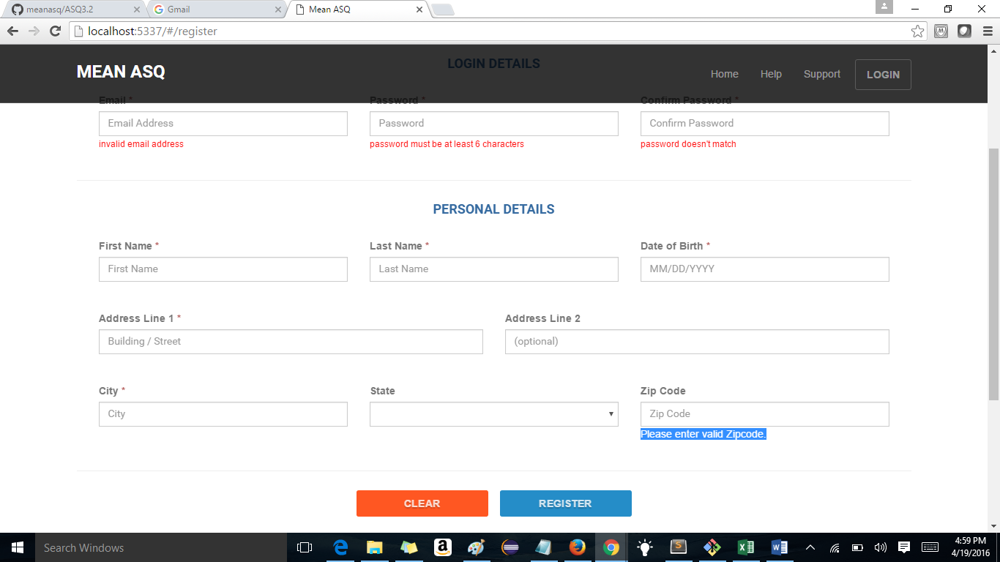 meanasq/ASQ3.2
Gmail
Mean ASQ
localhost:5337/#/register
MEAN ASQ
LOGIN DETAILS
Home Help Support LOGIN
Email * Password * Confirm Password *
Email Address Password Confirm Password
invalid email address password must be at least 6 characters password doesn't match
PERSONAL DETAILS
First Name * Last Name * Date of Birth *
First Name Last Name MM/DD/YYYY
Address Line 1 * Address Line 2
Building / Street (optional)
City * State Zip Code
City Zip Code
Please enter valid Zipcode.
CLEAR REGISTER
Search Windows
4:59 PM
4/19/2016